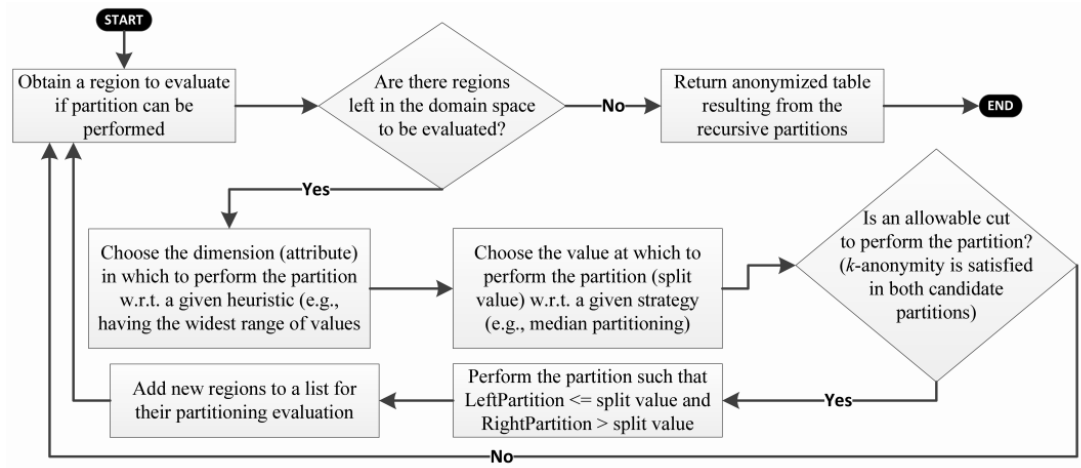 START
Obtain a region to evaluate
if partition can be
performed
Are there regions
left in the domain space
to be evaluated?
No
Return anonymized table
resulting from the
recursive partitions
END
Yes
Choose the dimension (attribute)
in which to perform the partition
w.r.t. a given heuristic (e.g.,
having the widest range of values
Choose the value at which to
perform the partition (split
value) w.r.t. a given strategy
(e.g., median partitioning)
Is an allowable cut
to perform the partition?
(k-anonymity is satisfied
in both candidate
partitions)
Yes
Perform the partition such that
LeftPartition <= split value and
RightPartition > split value
Add new regions to a list for
their partitioning evaluation
No